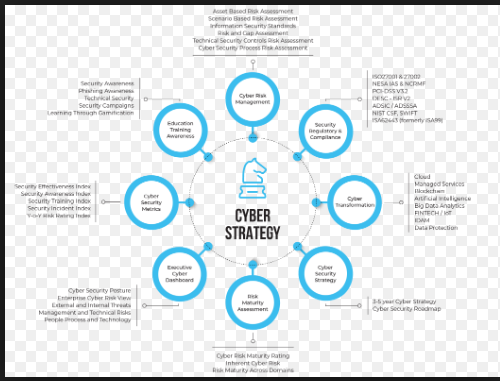 Asset Based Risk Assessment
Scenario Based Risk Assessment
Information Security Standards
Risk and Gap Assessment
Technical Security Controls Risk Assessment
Cyber Security Process Risk Assessment
Cyber Risk
Management
ISO27001 & 27002
NESA IAS & NCRMF
PCI-DSS V3.2
DESC - ISR V2
ADSIC / ADSSSA
NIST CSF, SWIFT
ISA62443 (formerly ISA99)
Security
Regulatory &
Compliance
Cloud
Managed Services
Blockchain
Artificial Intelligence
Big Data Analytics
FINTECH / IoT
IDAM
Data Protection
Cyber
Transformation
3-5 year Cyber Strategy
Cyber Security Roadmap
Cyber
Security
Strategy
Risk
Maturity
Assessment
Cyber Risk Maturity Rating
Inherent Cyber Risk
Risk Maturity Across Domains
Executive
Cyber
Dashboard
Cyber Security Posture
Enterprise Cyber Risk View
External and Internal Threats
Management and Technical Risks
People Process and Technology
Cyber
Security
Metrics
Security Effectiveness Index
Security Awareness Index
Security Training Index
Security Incident Index
Y-o-Y Risk Rating Index
Education
Training
Awareness
Security Awareness
Phishing Awareness
Technical Security
Security Campaigns
Learning Through Gamification
CYBER
STRATEGY